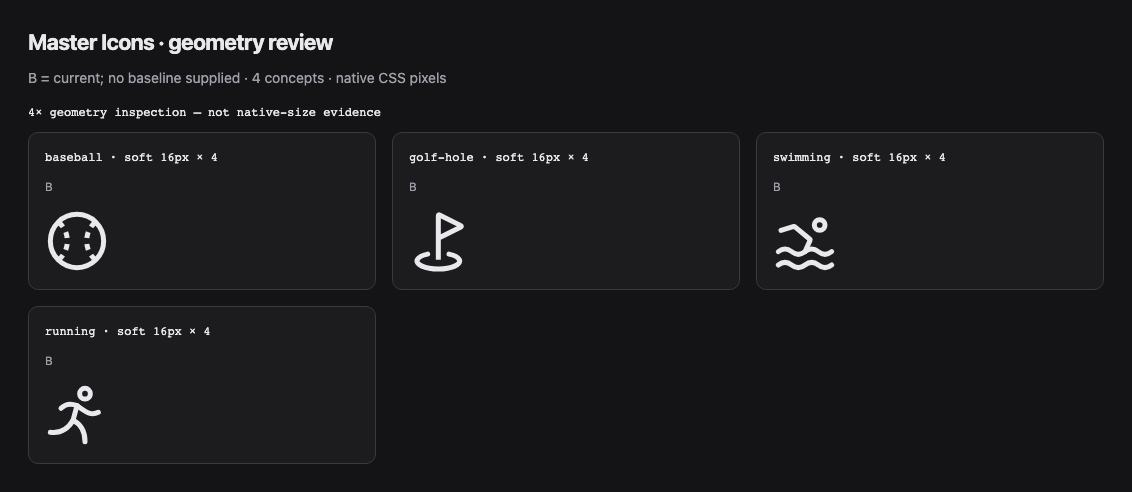 Master Icons · geometry review
B = current; no baseline supplied · 4 concepts · native CSS pixels
4× geometry inspection — not native-size evidence
baseball · soft 16px × 4
B
golf-hole · soft 16px × 4
B
swimming · soft 16px × 4
B
running · soft 16px × 4
B